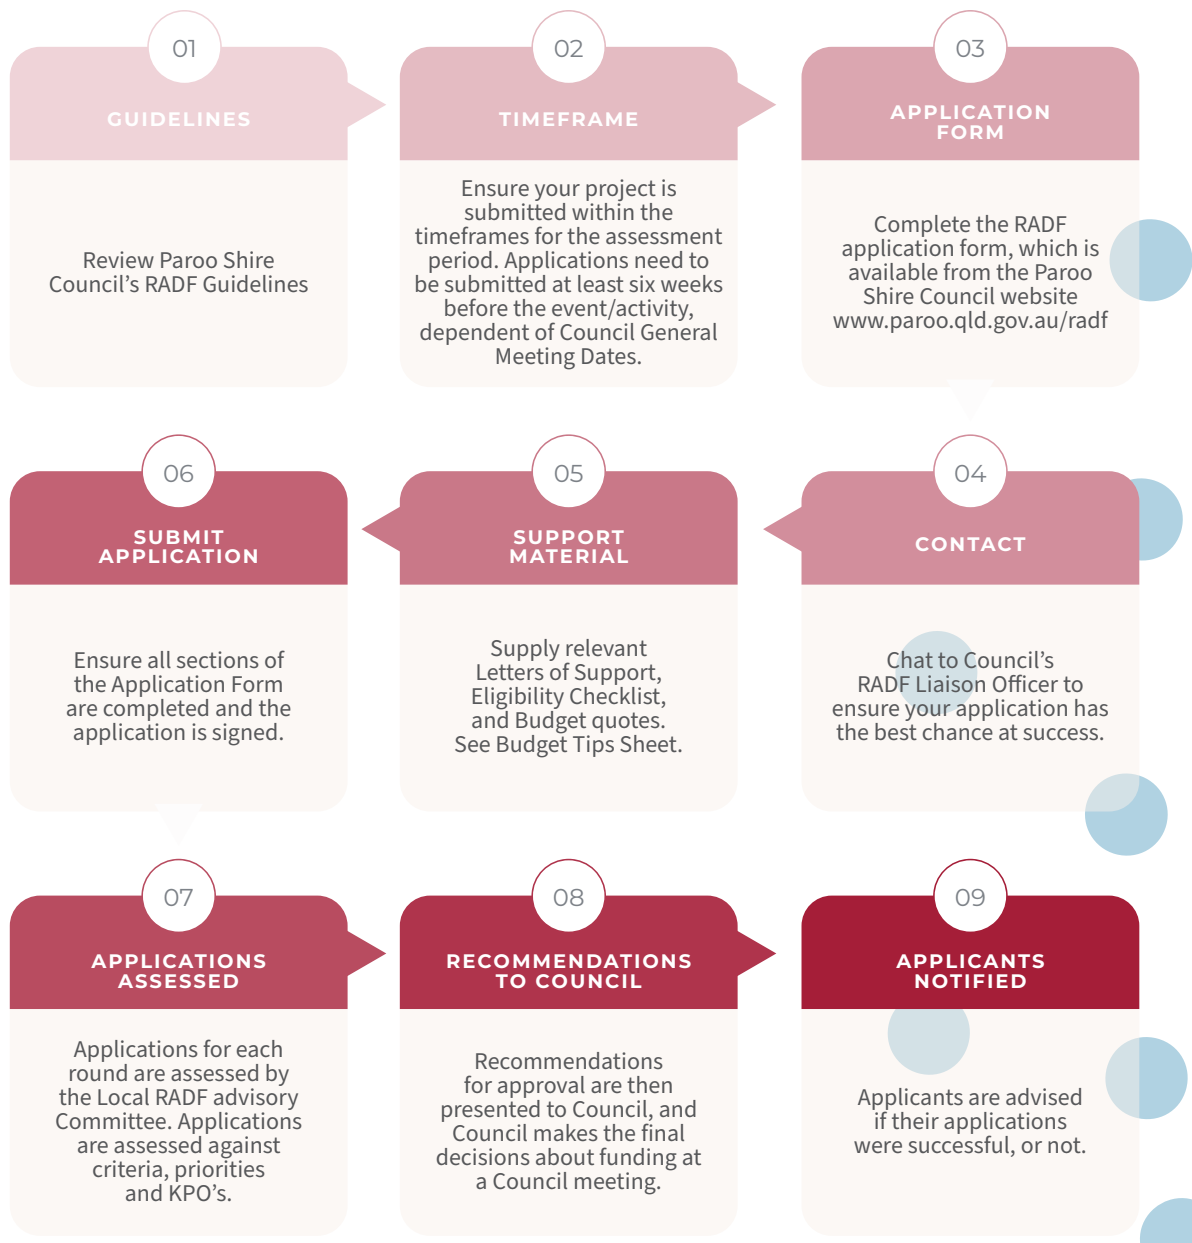 01
GUIDELINES
Review Paroo Shire
Council’s RADF Guidelines
02
TIMEFRAME
Ensure your project is
submitted within the
timeframes for the assessment
period. Applications need to
be submitted at least six weeks
before the event/activity,
dependent of Council General
Meeting Dates.
03
APPLICATION
FORM
Complete the RADF
application form, which is
available from the Paroo
Shire Council website
www.paroo.qld.gov.au/radf
04
CONTACT
Chat to Council’s
RADF Liaison Officer to
ensure your application has
the best chance at success.
05
SUPPORT
MATERIAL
Supply relevant
Letters of Support,
Eligibility Checklist,
and Budget quotes.
See Budget Tips Sheet.
06
SUBMIT
APPLICATION
Ensure all sections of
the Application Form
are completed and the
application is signed.
07
APPLICATIONS
ASSESSED
Applications for each
round are assessed by
the Local RADF advisory
Committee. Applications
are assessed against
criteria, priorities
and KPO’s.
08
RECOMMENDATIONS
TO COUNCIL
Recommendations
for approval are then
presented to Council, and
Council makes the final
decisions about funding at
a Council meeting.
09
APPLICANTS
NOTIFIED
Applicants are advised
if their applications
were successful, or not.